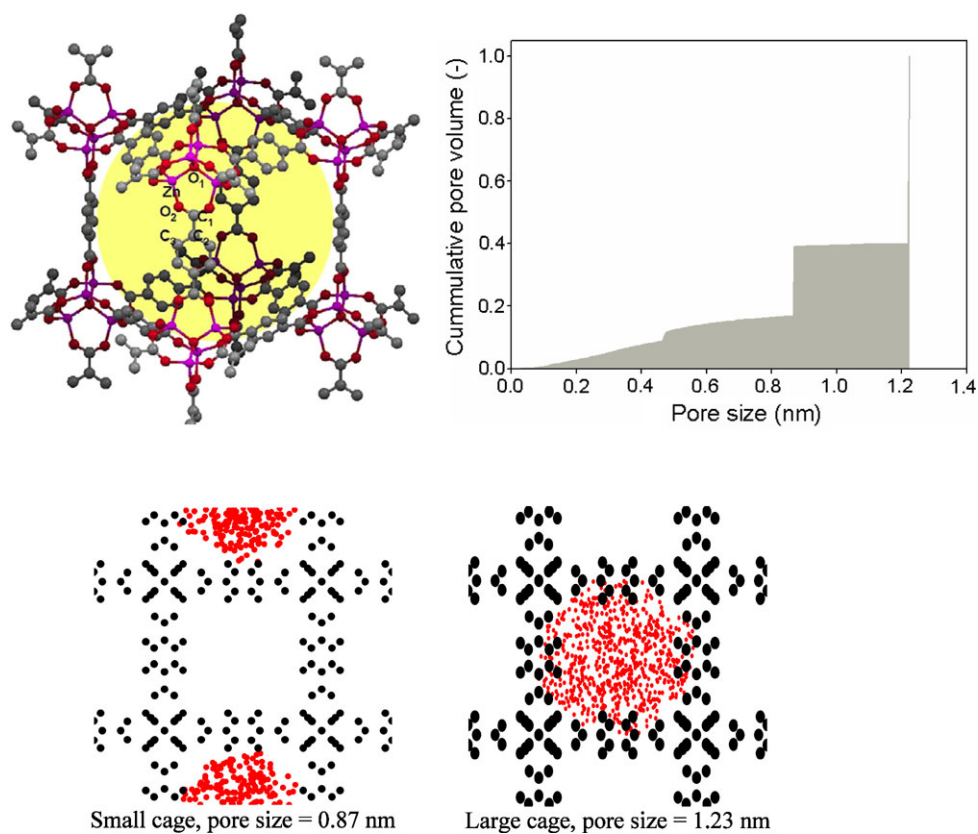 O1
Zn
O2 C1
C3 C2
Cummulative pore volume (-)
1.0
0.8
0.6
0.4
0.2
0.0
0.0 0.2 0.4 0.6 0.8 1.0 1.2 1.4
Pore size (nm)
Small cage, pore size = 0.87 nm
Large cage, pore size = 1.23 nm